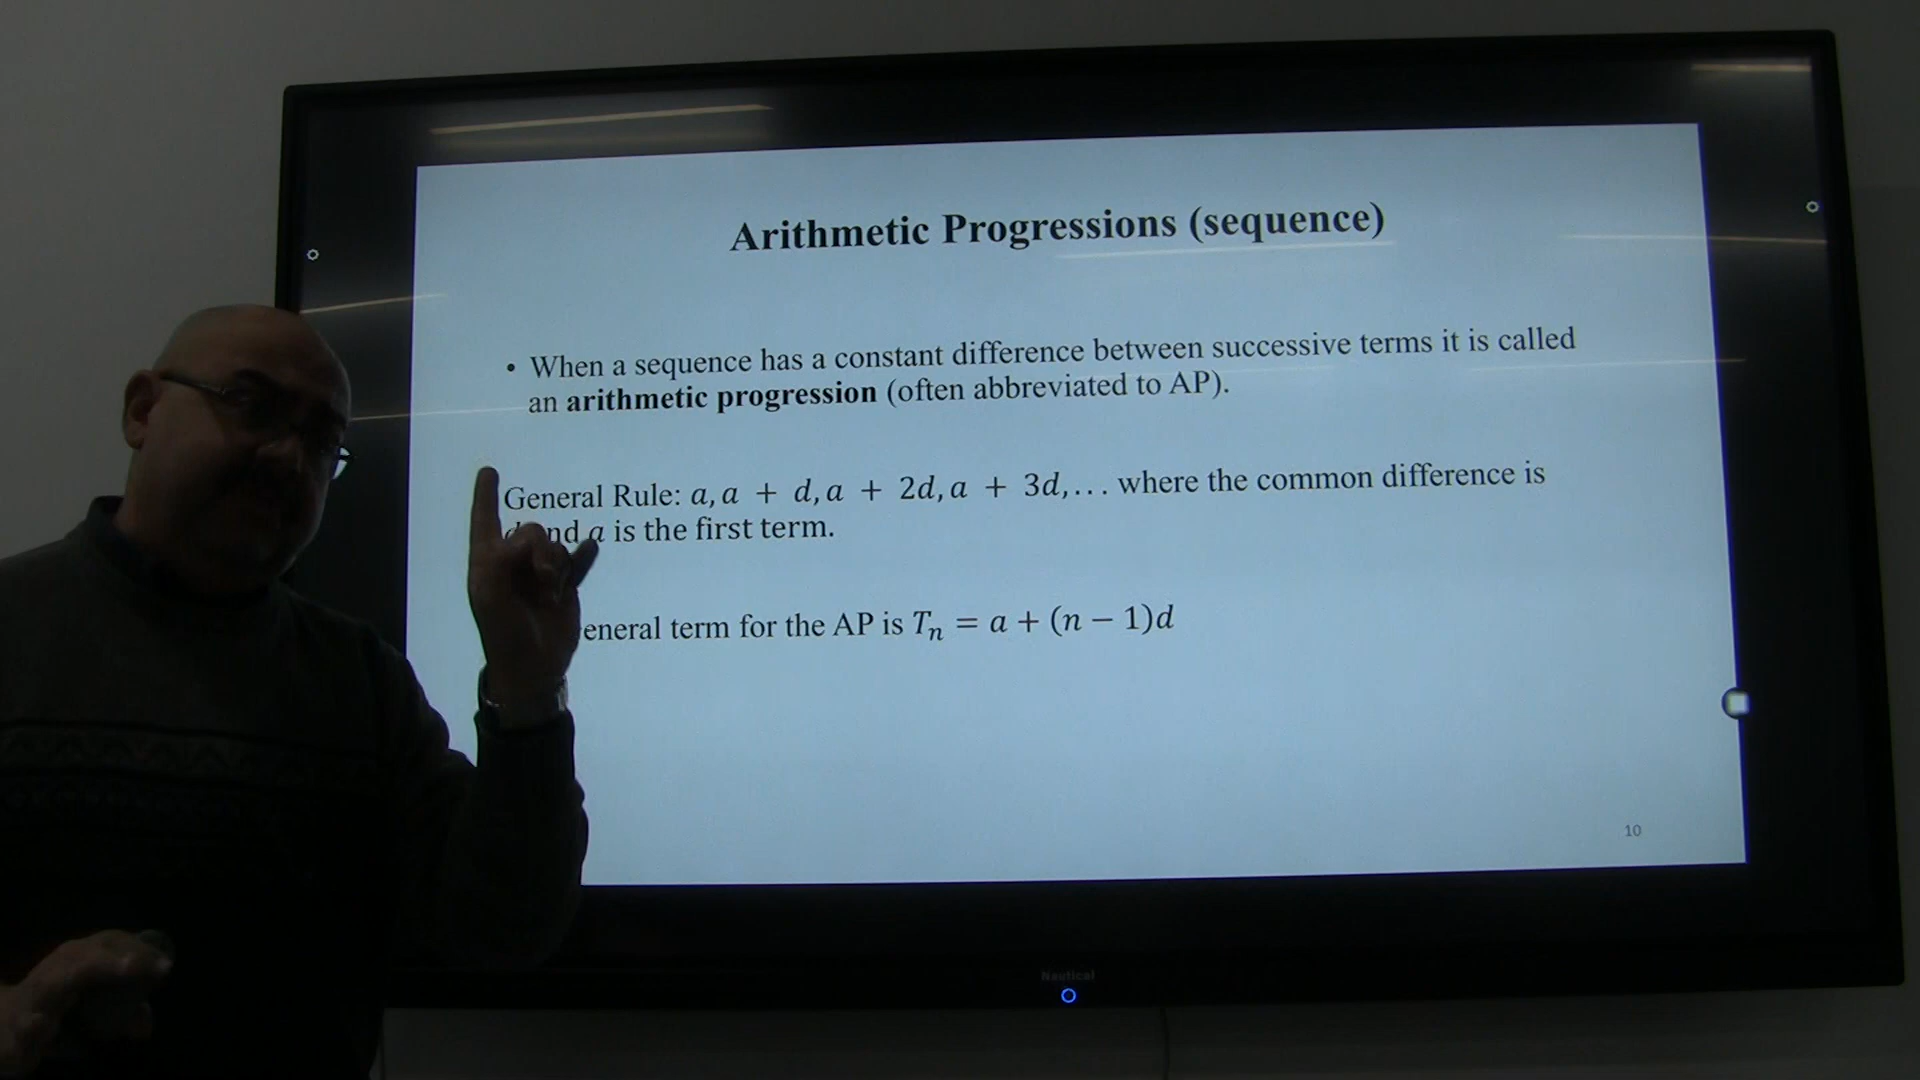 Arithmetic Progressions (sequence)
• When a sequence has a constant difference between successive terms it is called
an arithmetic progression (often abbreviated to AP).
General Rule: a, a + d, a + 2d, a + 3d, ... where the common difference is
a is the first term.
term for the AP is Tₙ = a + (n − 1)d
10
Nautical